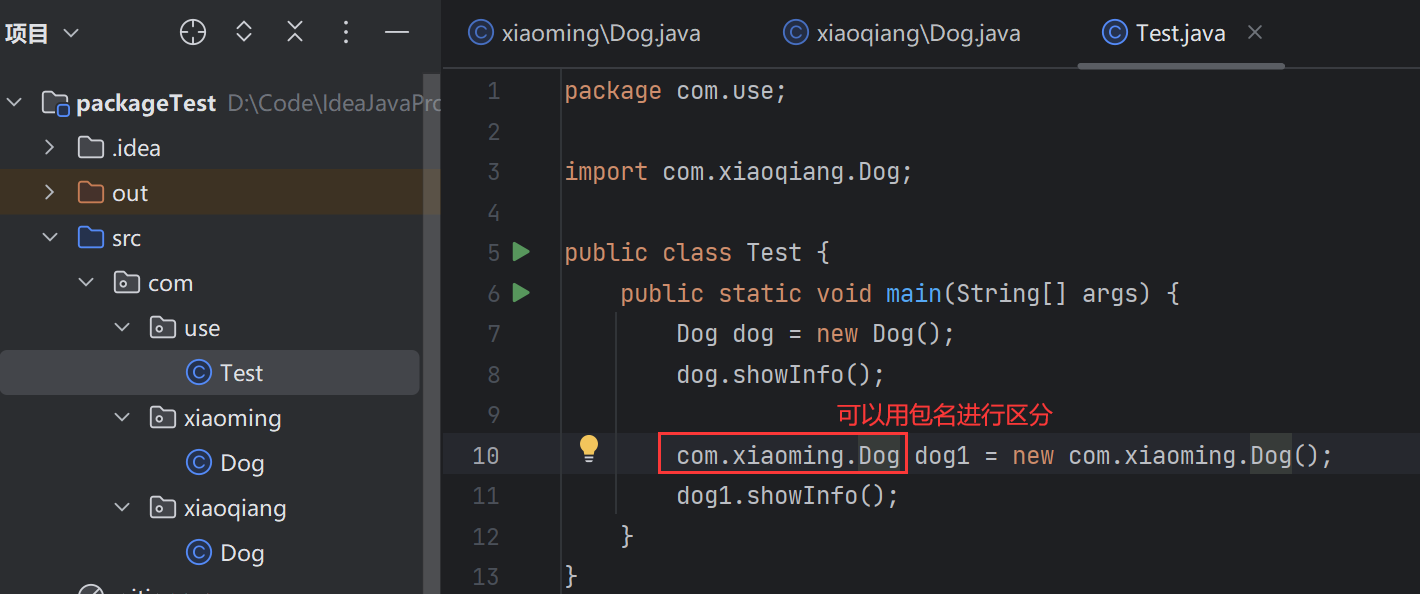 项目
xiaoming\Dog.java
xiaoqiang\Dog.java
Test.java
packageTest D:\Code\IdeaJavaPro
.idea
out
src
com
use
Test
xiaoming
Dog
xiaoqiang
Dog
1 package com.use;
2
3 import com.xiaoqiang.Dog;
4
5 public class Test {
6 public static void main(String[] args) {
7 Dog dog = new Dog();
8 dog.showInfo();
9 可以用包名进行区分
10 com.xiaoming.Dog dog1 = new com.xiaoming.Dog();
11 dog1.showInfo();
12 }
13 }